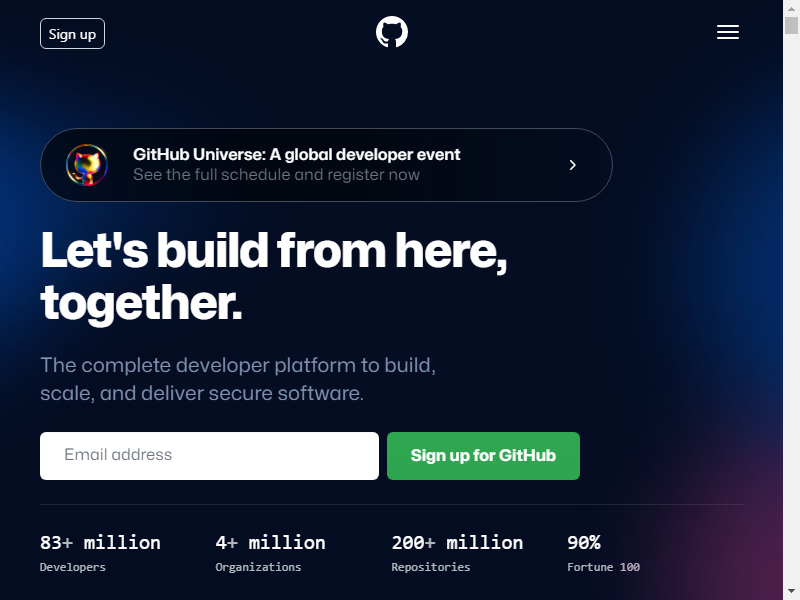 Sign up
GitHub Universe: A global developer event
See the full schedule and register now
Let's build from here,
together.
The complete developer platform to build,
scale, and deliver secure software.
Email address
Sign up for GitHub
83+ million
Developers
4+ million
Organizations
200+ million
Repositories
90%
Fortune 100